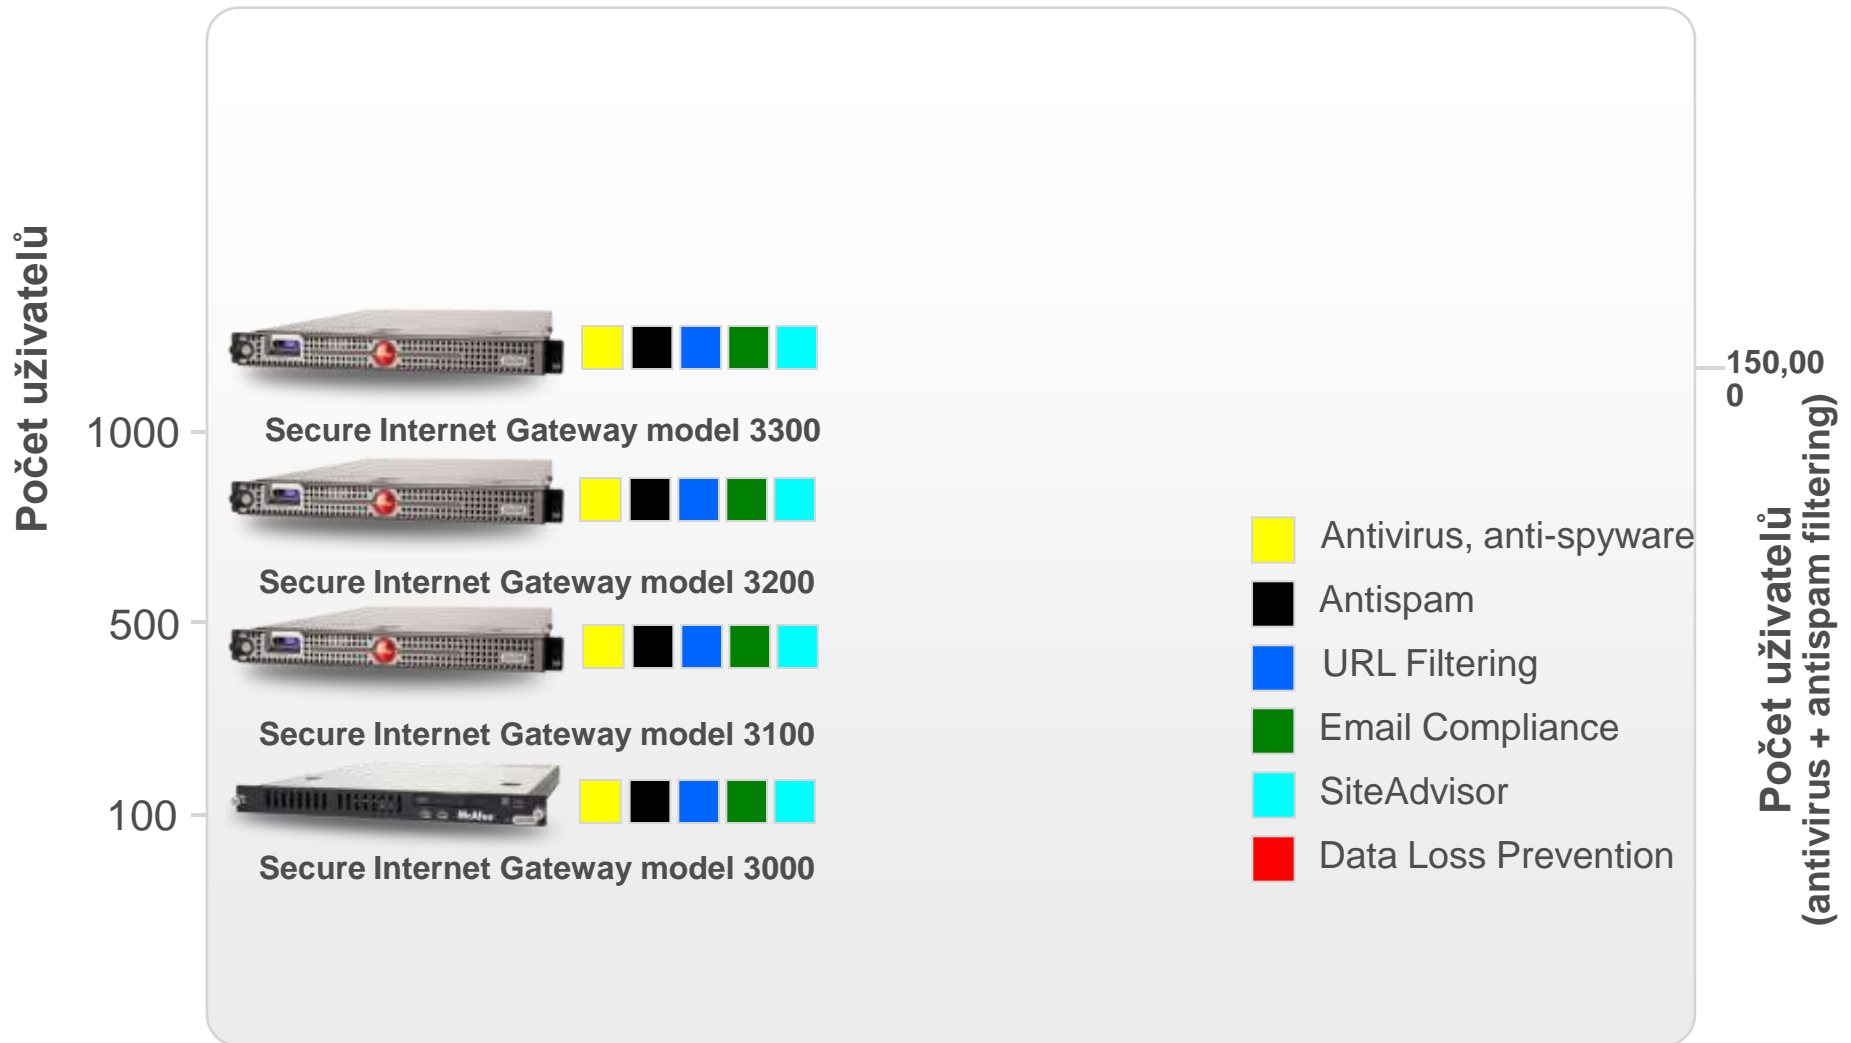 Počet uživatelů
1000
500
100
Secure Internet Gateway model 3300
Secure Internet Gateway model 3200
Secure Internet Gateway model 3100
McAfee
Secure Internet Gateway model 3000
Antivirus, anti-spyware
Antispam
URL Filtering
Email Compliance
SiteAdvisor
Data Loss Prevention
150,00
0
Počet uživatelů
(antivirus + antispam filtering)